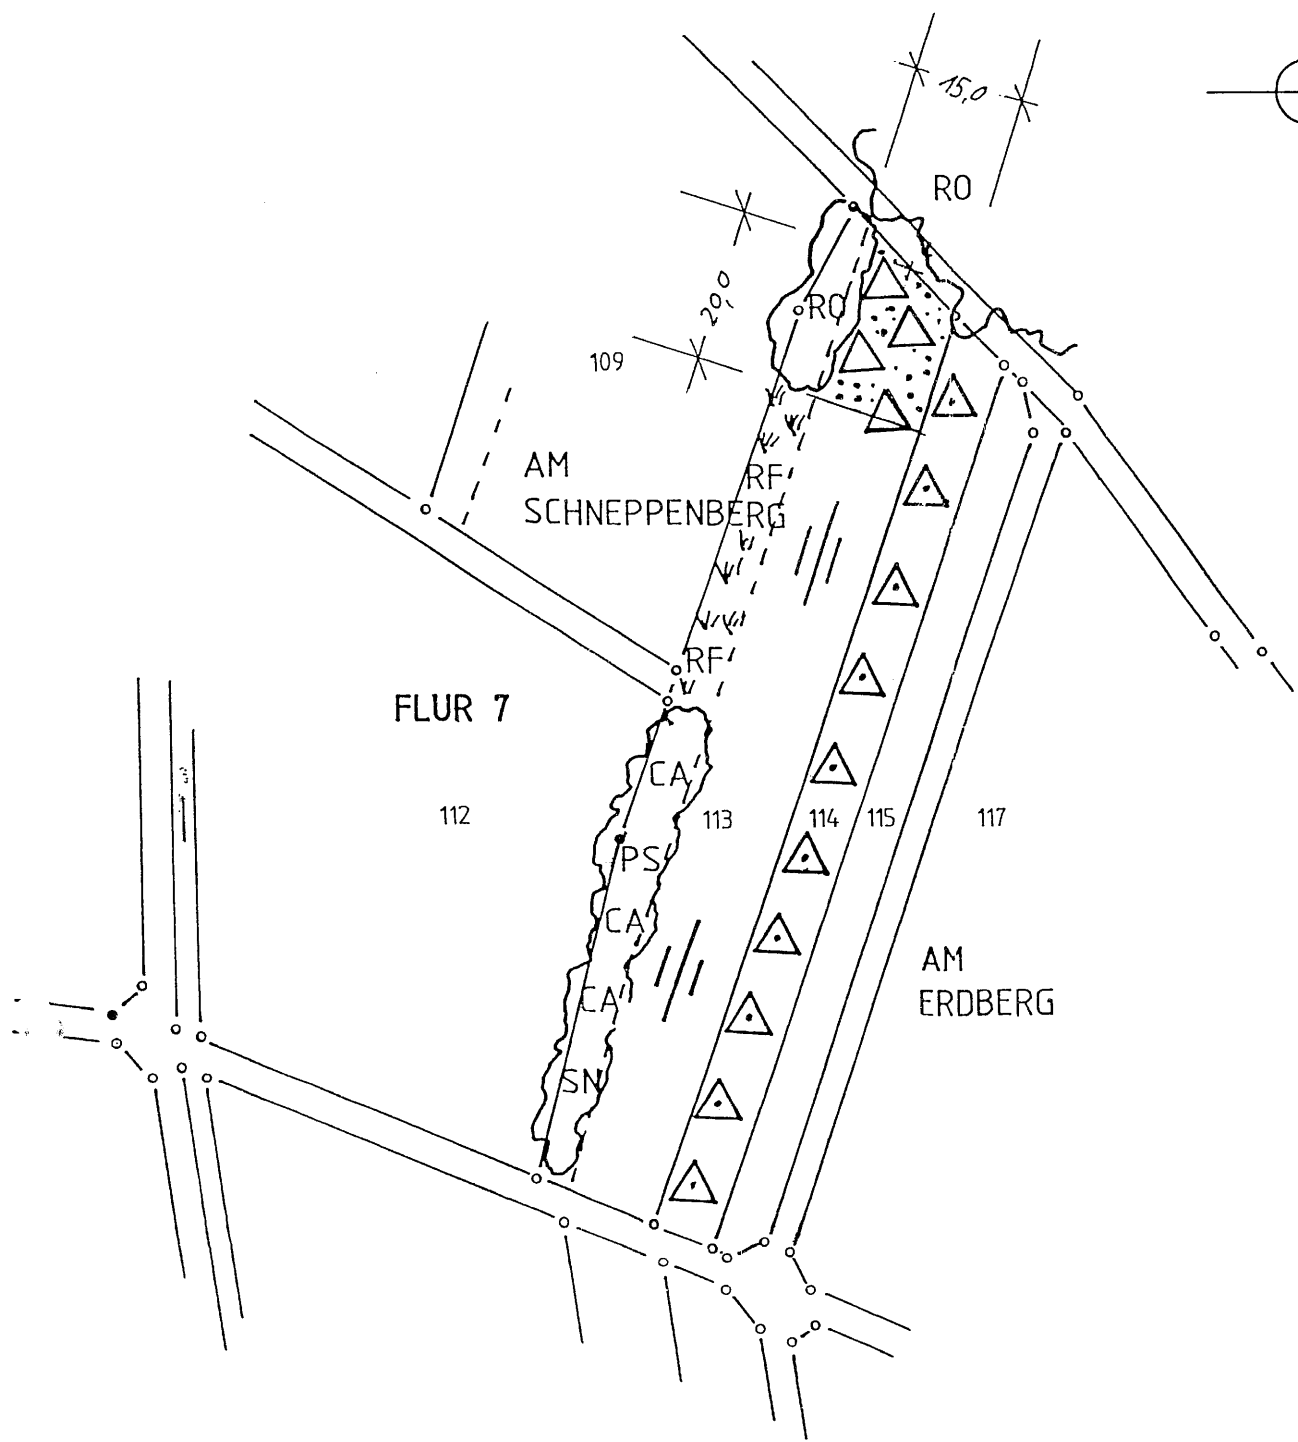 15,0
RO
20,0
RO
109
AM
SCHNEPPENBERG
RF
RF
FLUR 7
CA
112
113
114
115
117
PS
CA
AM
ERDBERG
CA
SN